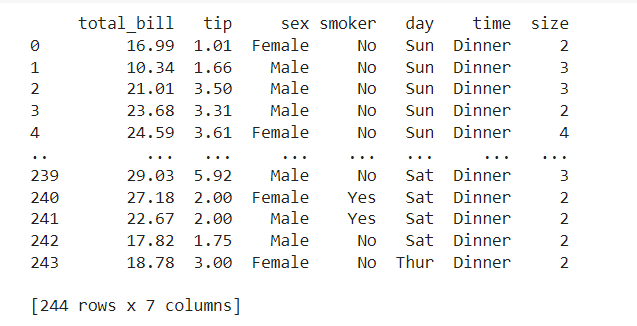 total_bill tip sex smoker day time size
0 16.99 1.01 Female No Sun Dinner 2
1 10.34 1.66 Male No Sun Dinner 3
2 21.01 3.50 Male No Sun Dinner 3
3 23.68 3.31 Male No Sun Dinner 2
4 24.59 3.61 Female No Sun Dinner 4
.. ... ... ... ... ... ... ...
239 29.03 5.92 Male No Sat Dinner 3
240 27.18 2.00 Female Yes Sat Dinner 2
241 22.67 2.00 Male Yes Sat Dinner 2
242 17.82 1.75 Male No Sat Dinner 2
243 18.78 3.00 Female No Thur Dinner 2
[244 rows x 7 columns]